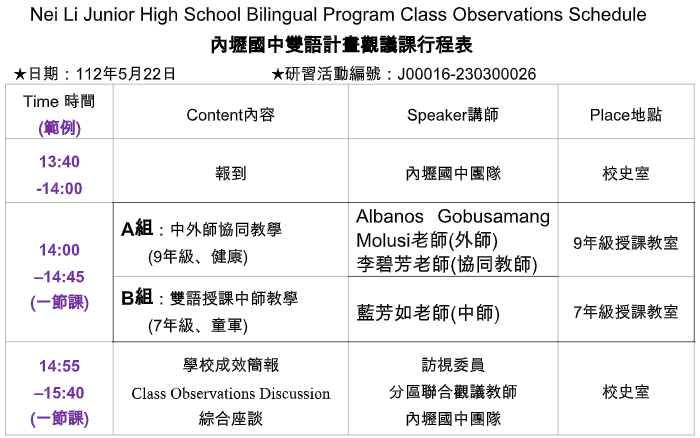 Nei Li Junior High School Bilingual Program Class Observations Schedule
內壢國中雙語計畫觀議課行程表
★日期：112年5月22日 ★研習活動編號：J00016-230300026
Time 時間
(範例)
Content內容
Speaker講師
Place地點
13:40
-14:00
報到
內壢國中團隊
校史室
14:00
–14:45
(一節課)
A組：中外師協同教學
(9年級、健康)
Albanos Gobusamang
Molusi老師(外師)
李碧芳老師(協同教師)
9年級授課教室
B組：雙語授課中師教學
(7年級、童軍)
藍芳如老師(中師)
7年級授課教室
14:55
–15:40
(一節課)
學校成效簡報
Class Observations Discussion
綜合座談
訪視委員
分區聯合觀議教師
內壢國中團隊
校史室